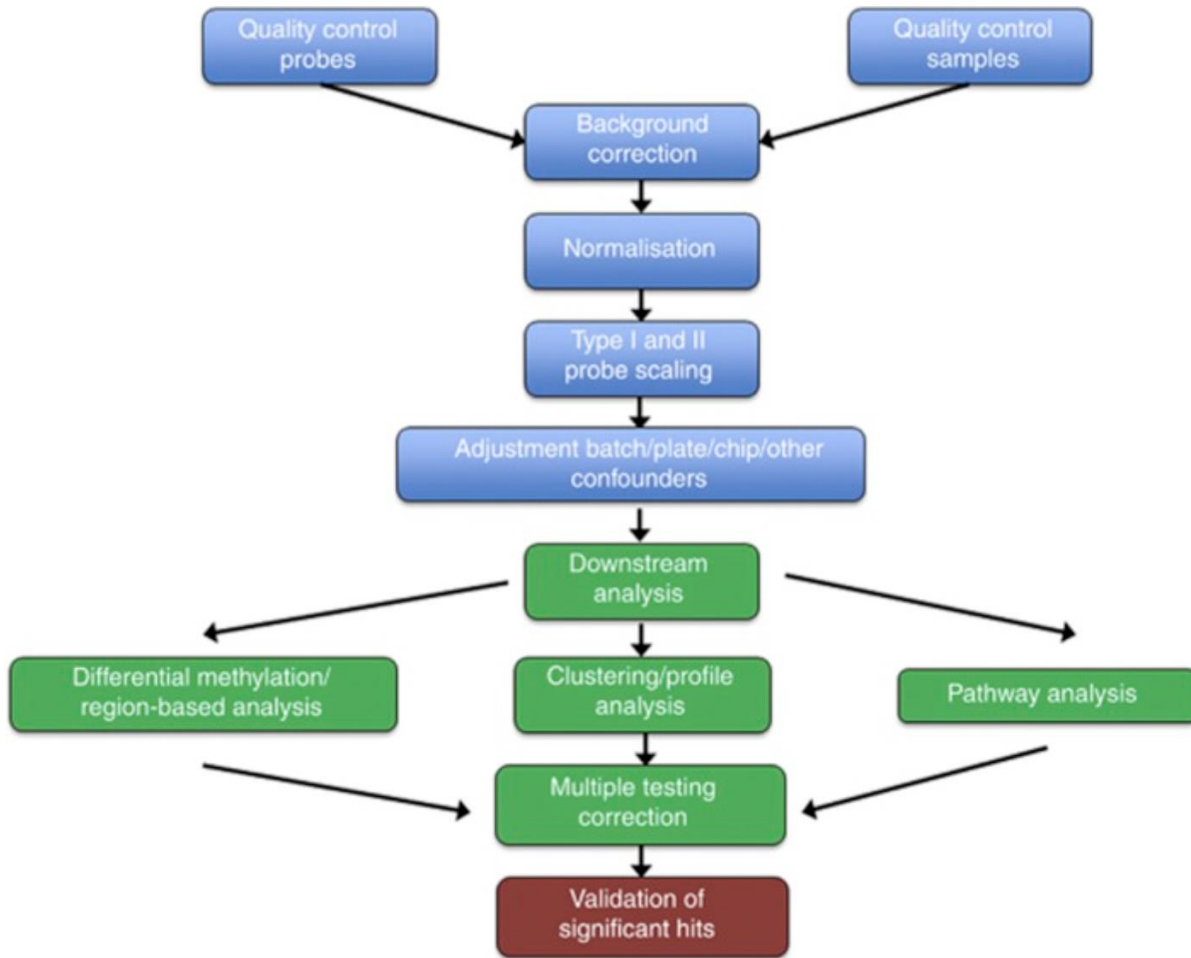 Quality control
probes
Quality control
samples
Background
correction
Normalisation
Type I and II
probe scaling
Adjustment batch/plate/chip/other
confounders
Downstream
analysis
Differential methylation/
region-based analysis
Clustering/profile
analysis
Pathway analysis
Multiple testing
correction
Validation of
significant hits